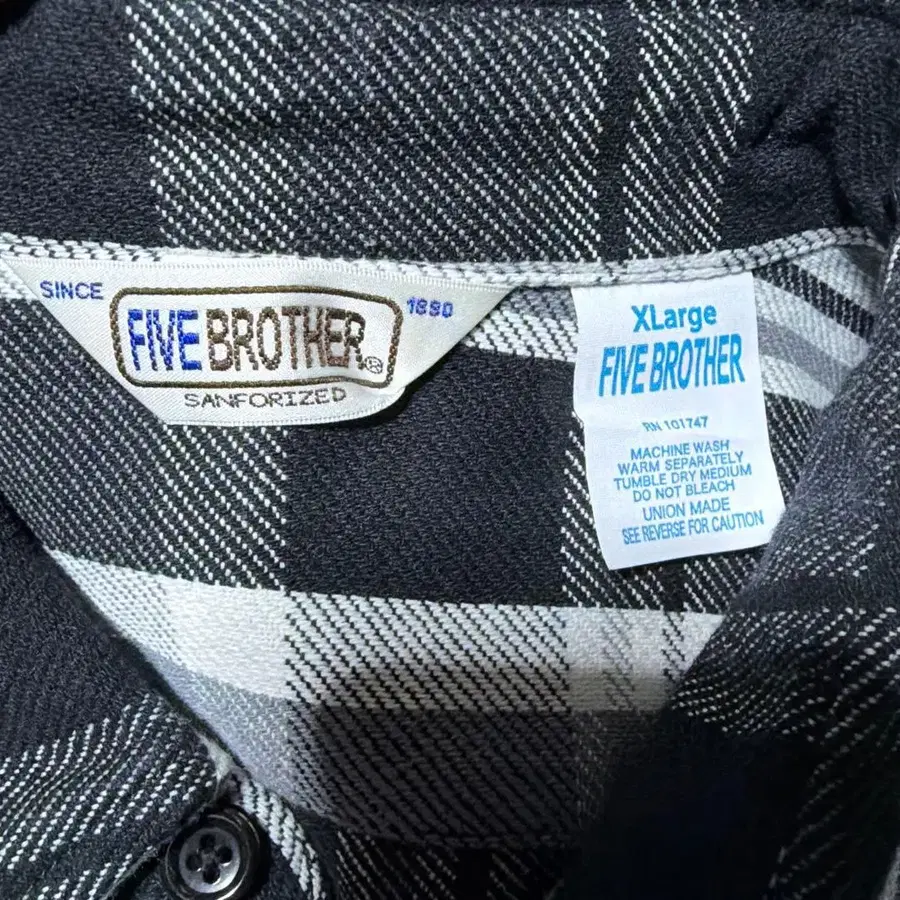 SINCE 1890
FIVE BROTHER®
SANFORIZED
XLarge
FIVE BROTHER
RN 101747
MACHINE WASH
WARM SEPARATELY
TUMBLE DRY MEDIUM
DO NOT BLEACH
UNION MADE
SEE REVERSE FOR CAUTION